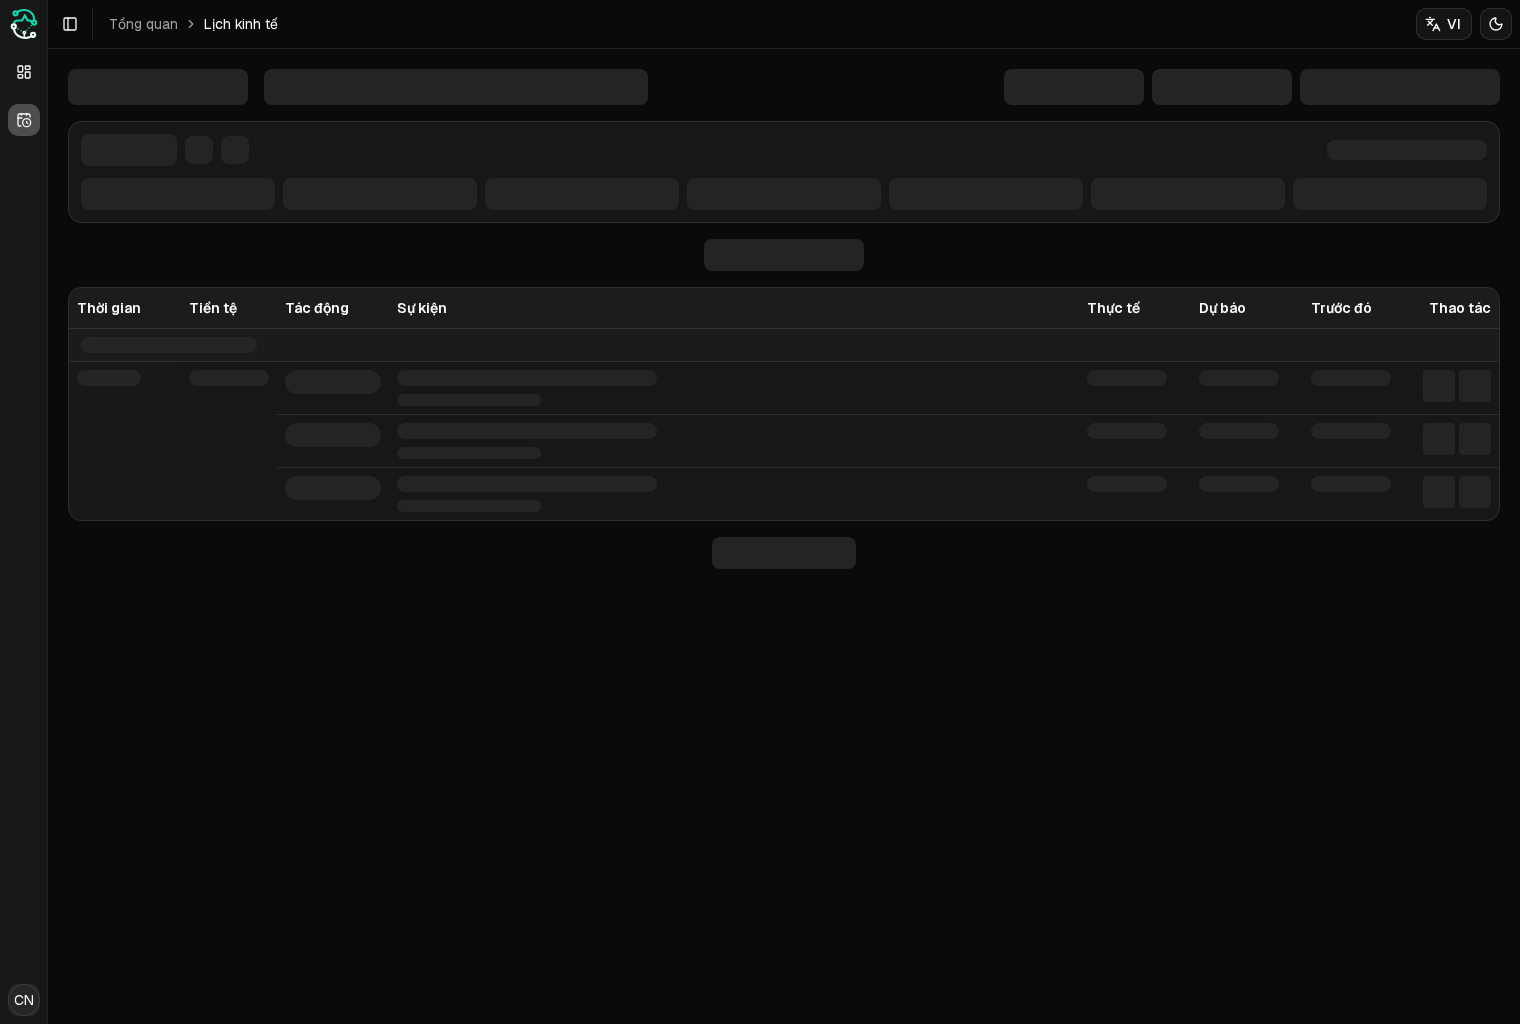 Tổng quan
Lịch kinh tế
VI
Thời gian
Tiền tệ
Tác động
Sự kiện
Thực tế
Dự báo
Trước đó
Thao tác
CN